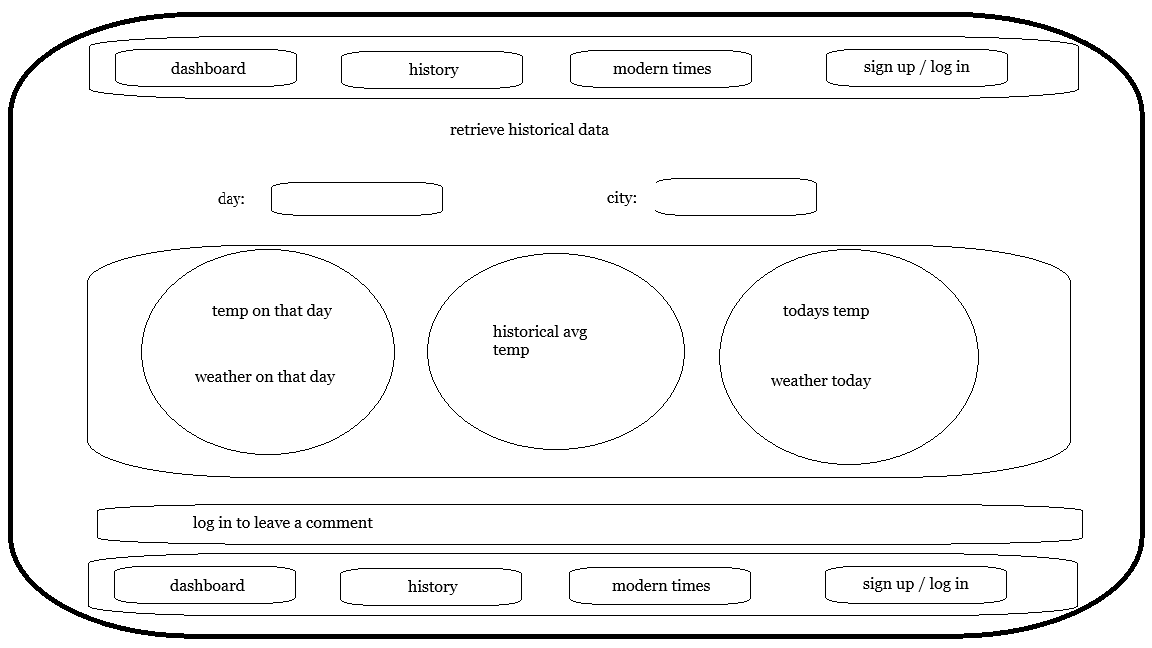 dashboard
history
modern times
sign up / log in
retrieve historical data
day:
city:
temp on that day
weather on that day
historical avg
temp
todays temp
weather today
log in to leave a comment
dashboard
history
modern times
sign up / log in